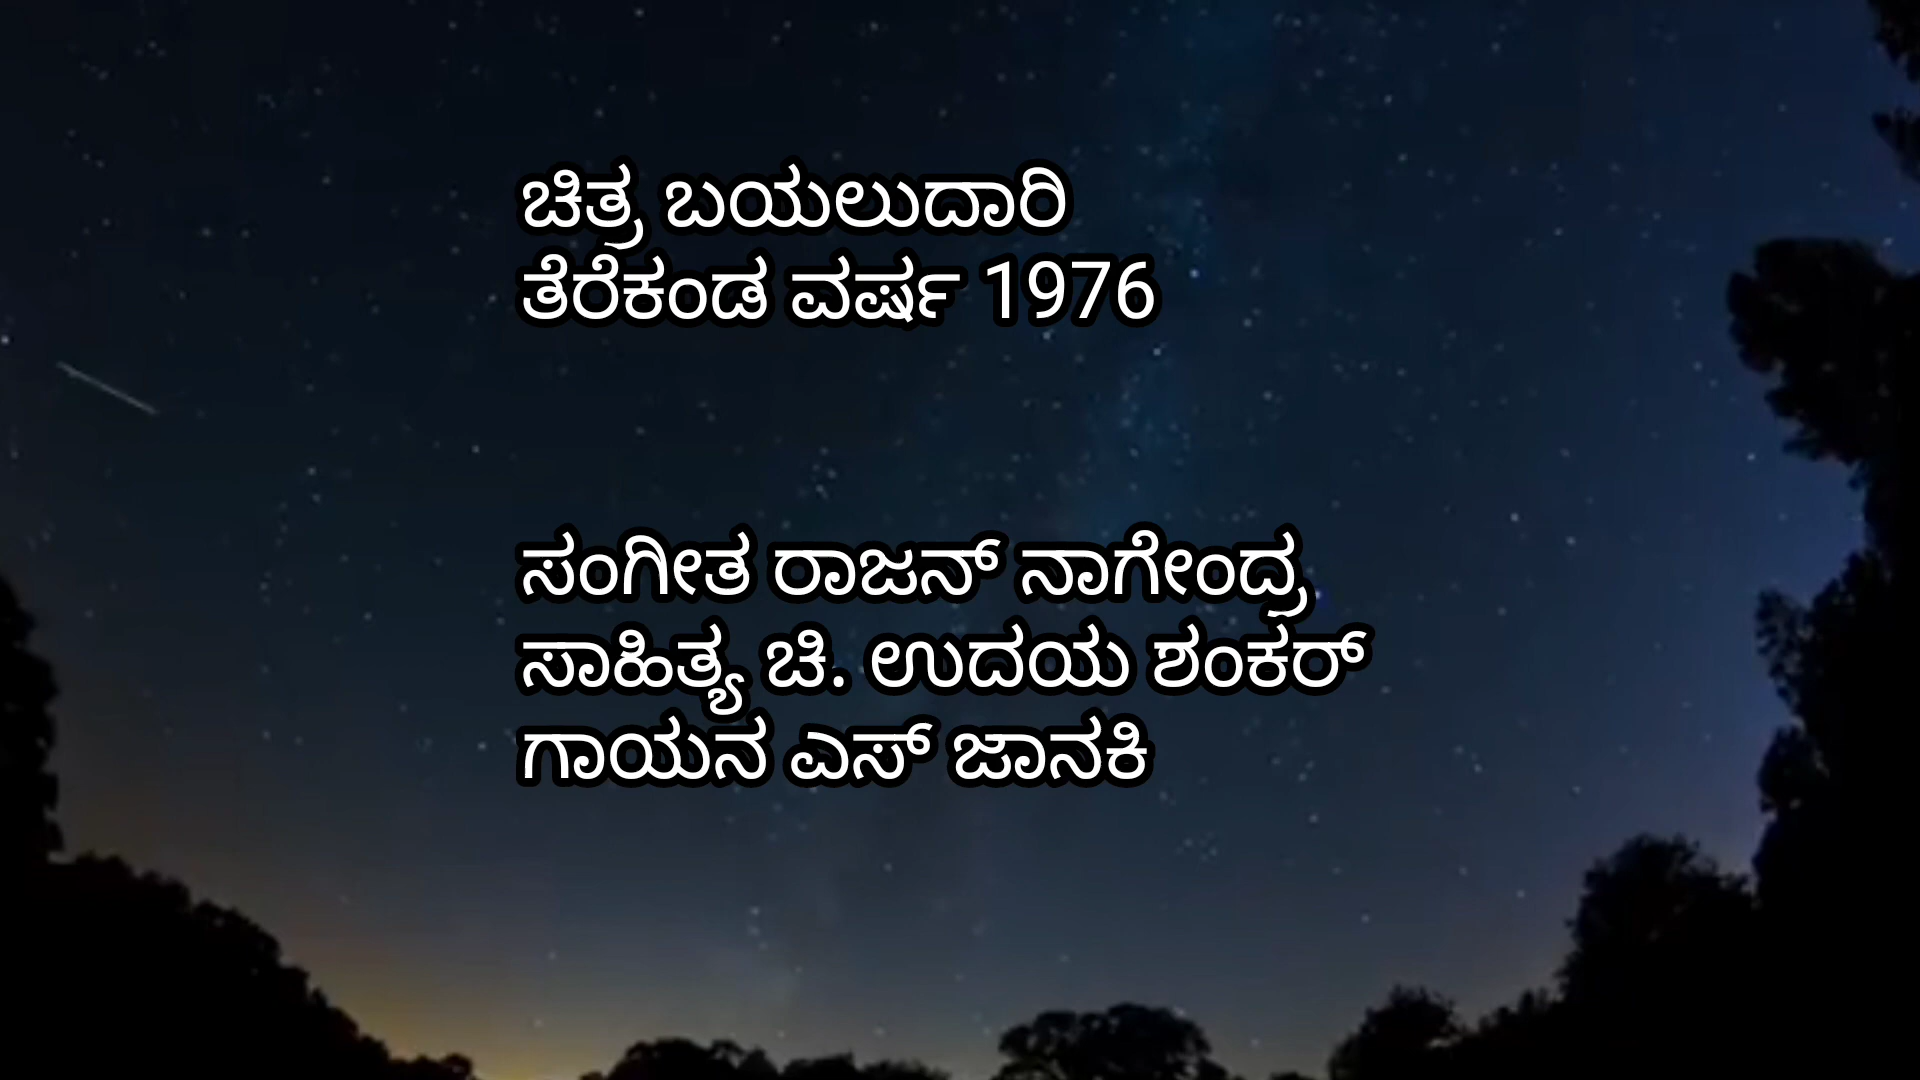 ಚಿತ್ರ ಬಯಲುದಾರಿ
ತೆರೆಕಂಡ ವರ್ಷ 1976
ಸಂಗೀತ ರಾಜನ್ ನಾಗೇಂದ್ರ
ಸಾಹಿತ್ಯ ಚಿ. ಉದಯ ಶಂಕರ್
ಗಾಯನ ಎಸ್ ಜಾನಕಿ